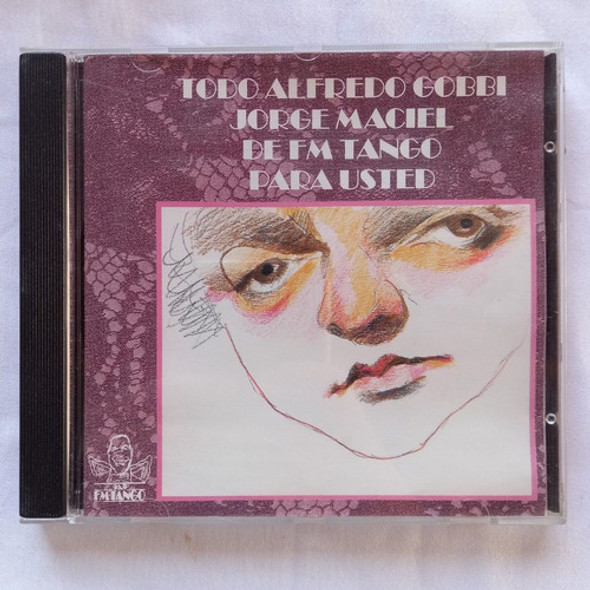 TODO ALFREDO GOBBI
JORGE MACIEL
DE FM TANGO
PARA USTED
FM TANGO